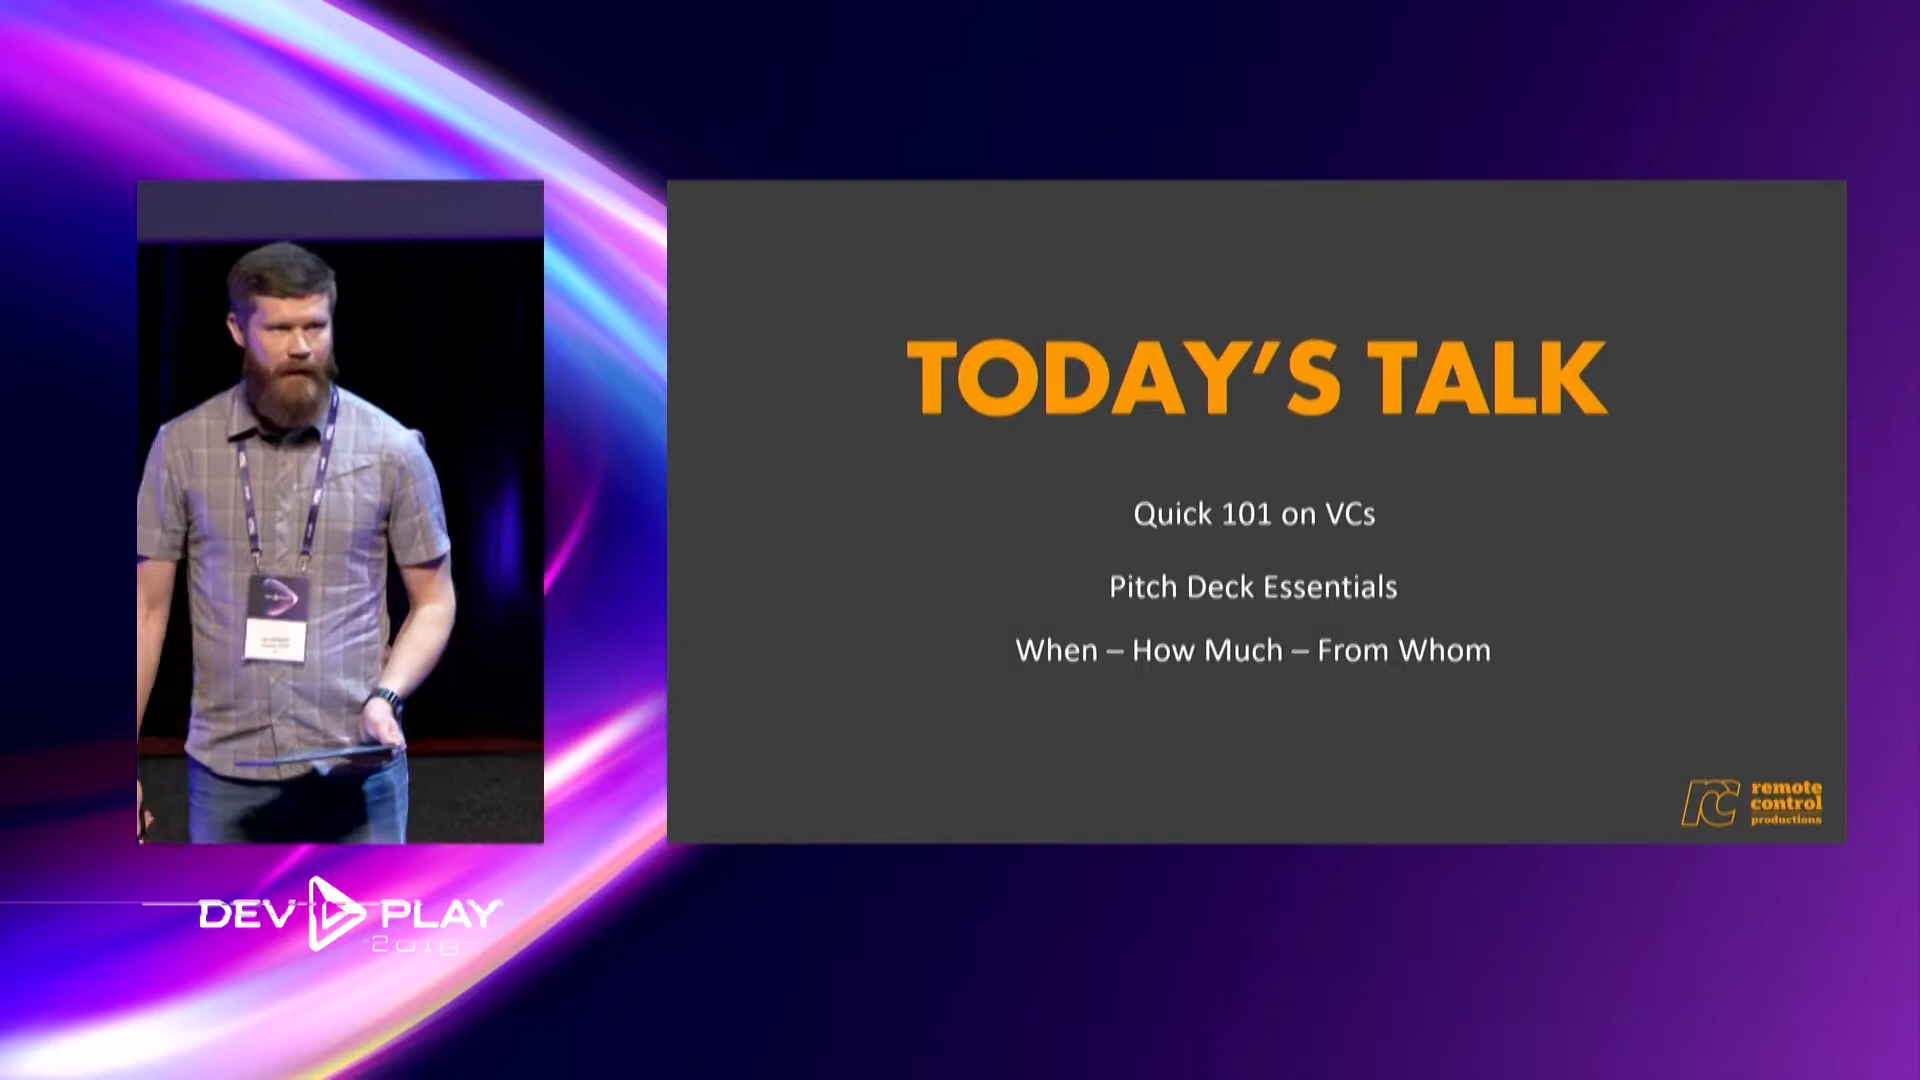 TODAY'S TALK
Quick 101 on VCs
Pitch Deck Essentials
When – How Much – From Whom
remote
control
productions
DEV PLAY
2018